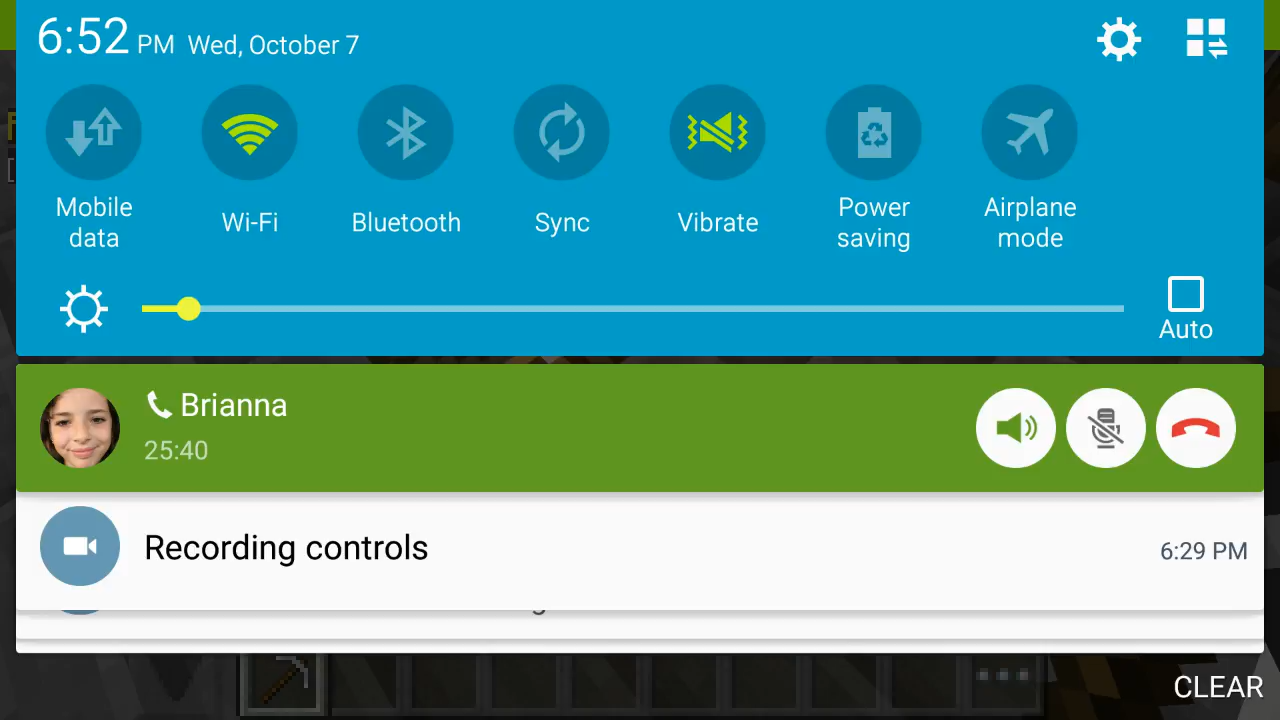 6:52 PM Wed, October 7
Mobile data
Wi-Fi
Bluetooth
Sync
Vibrate
Power saving
Airplane mode
Auto
Brianna
25:40
Recording controls
6:29 PM
CLEAR